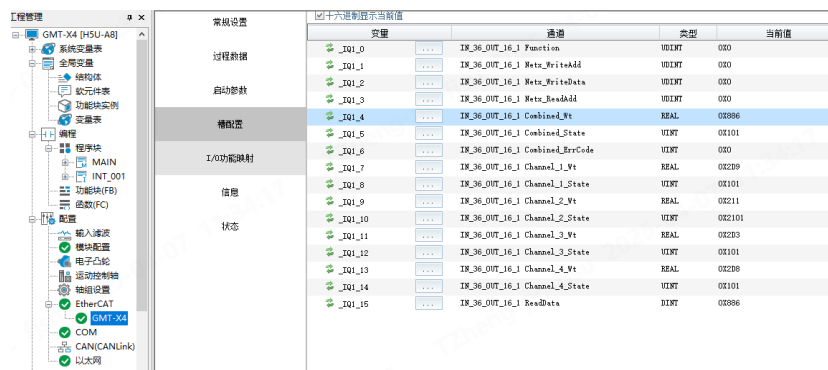 工程管理
GMT-X4 [H5U-A8]
系统变量表
全局变量
结构体
软元件表
功能块实例
变量表
编程
程序块
MAIN
INT_001
功能块(FB)
函数(FC)
配置
输入滤波
模块配置
电子凸轮
运动控制轴
轴组设置
EtherCAT
GMT-X4
COM
CAN(CANLink)
以太网
常规设置
过程数据
启动参数
槽配置
I/O功能映射
信息
状态
十六进制显示当前值
变量 通道 类型 当前值
_IQ1_0 ... IN_36_OUT_16_1 Function UDINT 0X0
_IQ1_1 ... IN_36_OUT_16_1 Netx_WriteAdd UDINT 0X0
_IQ1_2 ... IN_36_OUT_16_1 Netx_WriteData UDINT 0X0
_IQ1_3 ... IN_36_OUT_16_1 Netx_ReadAdd UDINT 0X0
_IQ1_4 ... IN_36_OUT_16_1 Combined_Wt REAL 0X886
_IQ1_5 ... IN_36_OUT_16_1 Combined_State UINT 0X101
_IQ1_6 ... IN_36_OUT_16_1 Combined_ErrCode UINT 0X0
_IQ1_7 ... IN_36_OUT_16_1 Channel_1_Wt REAL 0X2D9
_IQ1_8 ... IN_36_OUT_16_1 Channel_1_State UINT 0X101
_IQ1_9 ... IN_36_OUT_16_1 Channel_2_Wt REAL 0X211
_IQ1_10 ... IN_36_OUT_16_1 Channel_2_State UINT 0X2101
_IQ1_11 ... IN_36_OUT_16_1 Channel_3_Wt REAL 0X2D3
_IQ1_12 ... IN_36_OUT_16_1 Channel_3_State UINT 0X101
_IQ1_13 ... IN_36_OUT_16_1 Channel_4_Wt REAL 0X2D8
_IQ1_14 ... IN_36_OUT_16_1 Channel_4_State UINT 0X101
_IQ1_15 ... IN_36_OUT_16_1 ReadData DINT 0X886